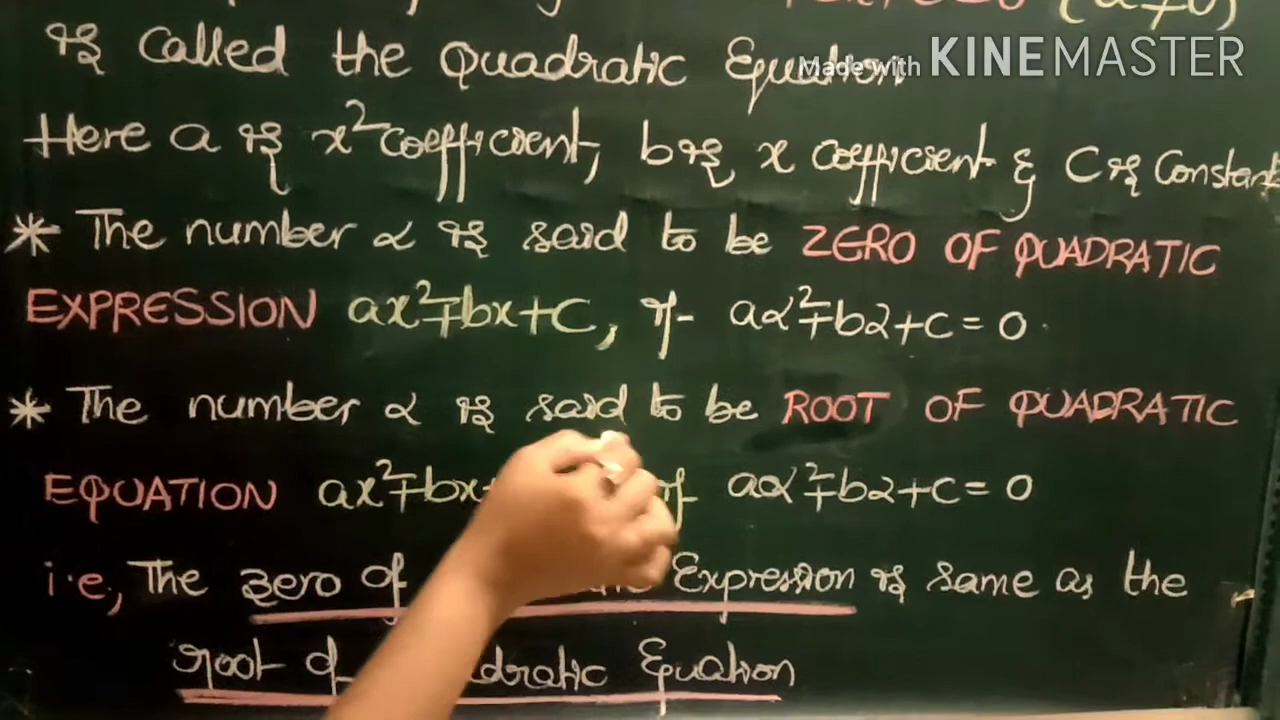 (a≠0)
is called the Quadratic Equation
Made with KINEMASTER
Here a is x² coefficient, b is x coefficient & C is Constant
* The number α is said to be ZERO OF QUADRATIC
EXPRESSION ax²+bx+c, if aα²+bα+c=0.
* The number α is said to be ROOT OF QUADRATIC
EQUATION ax²+bx if aα²+bα+c=0
i.e., The zero of Expression is same as the
root of Equation